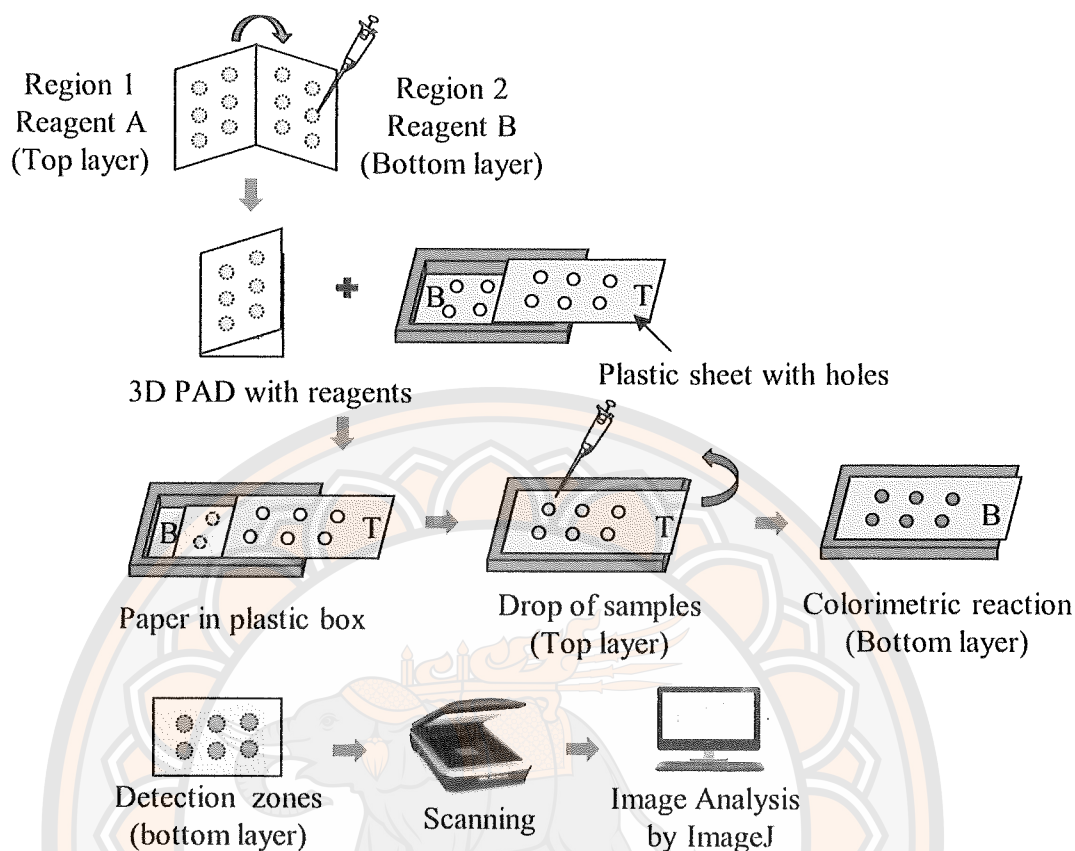 Region 1
Reagent A
(Top layer)
Region 2
Reagent B
(Bottom layer)
B
T
3D PAD with reagents
Plastic sheet with holes
B
T
T
B
Paper in plastic box
Drop of samples
(Top layer)
Colorimetric reaction
(Bottom layer)
Detection zones
(bottom layer)
Scanning
Image Analysis
by ImageJ